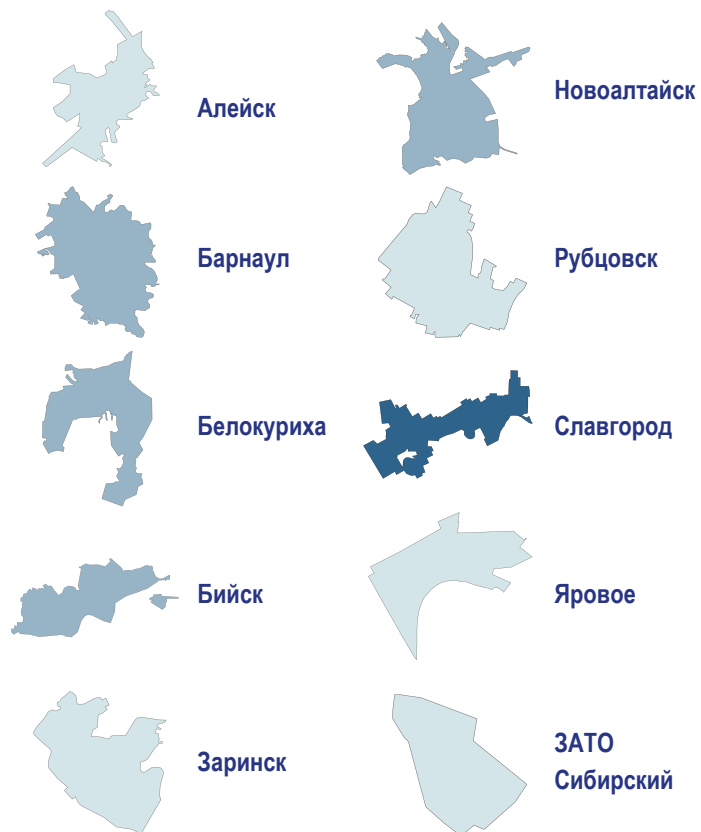 Алейск
Новоалтайск
Барнаул
Рубцовск
Белокуриха
Славгород
Бийск
Яровое
Заринск
ЗАТО
Сибирский